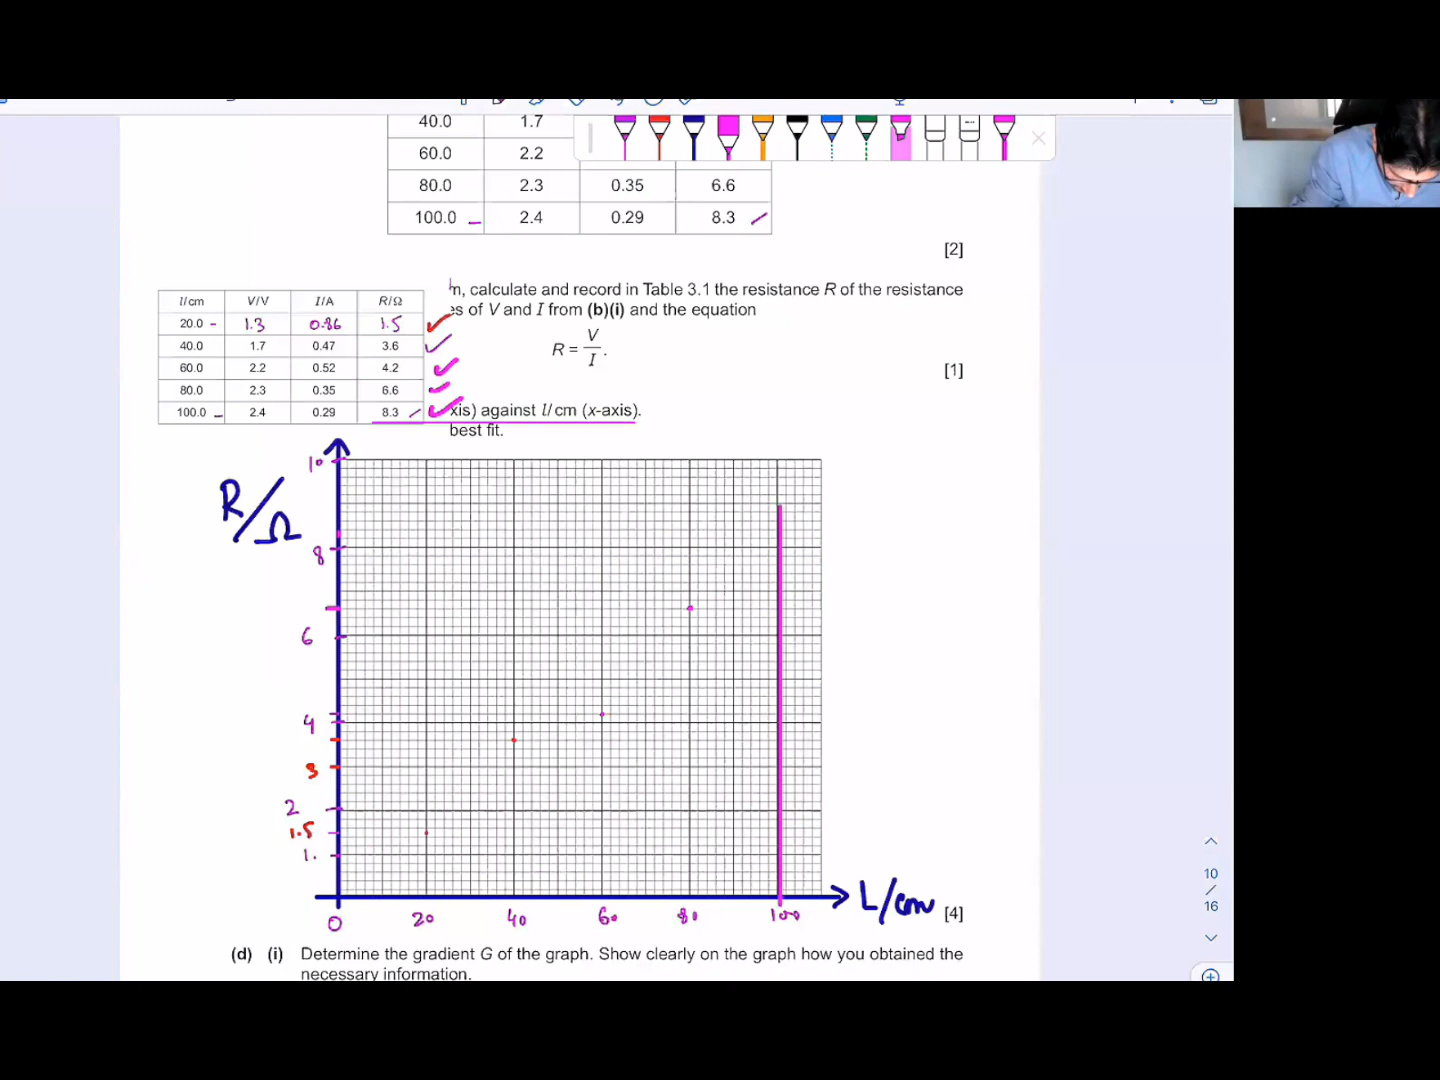 40.0 1.7
60.0 2.2
80.0 2.3 0.35 6.6
100.0 2.4 0.29 8.3
[2]
n, calculate and record in Table 3.1 the resistance R of the resistance
es of V and I from (b)(i) and the equation
R = V/I.
[1]
l/cm V/V I/A R/Ω
20.0 1.3 0.86 1.5
40.0 1.7 0.47 3.6
60.0 2.2 0.52 4.2
80.0 2.3 0.35 6.6
100.0 2.4 0.29 8.3
xis) against l/cm (x-axis).
best fit.
10
R/Ω
8
6
4
3
2
1.5
1.
0 20 40 60 80 100
L/cm
[4]
(d) (i) Determine the gradient G of the graph. Show clearly on the graph how you obtained the
necessary information.
10
/
16